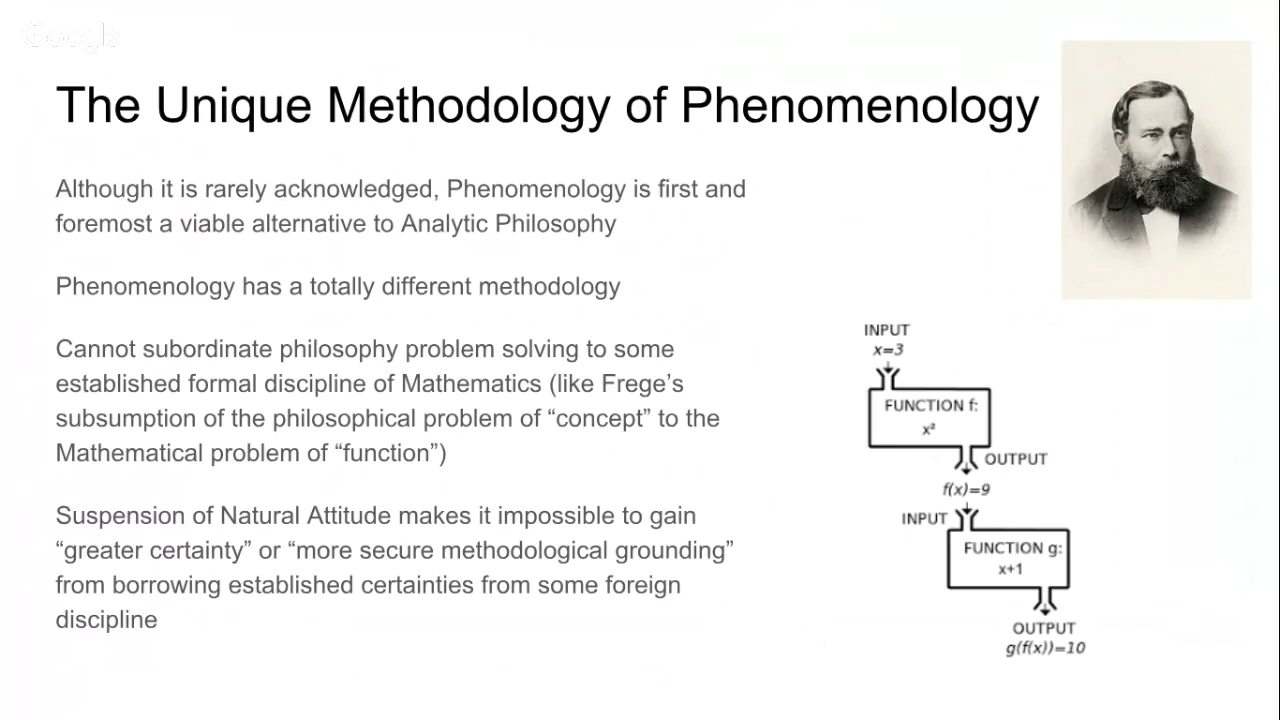 Google
The Unique Methodology of Phenomenology
Although it is rarely acknowledged, Phenomenology is first and
foremost a viable alternative to Analytic Philosophy
Phenomenology has a totally different methodology
Cannot subordinate philosophy problem solving to some
established formal discipline of Mathematics (like Frege’s
subsumption of the philosophical problem of “concept” to the
Mathematical problem of “function”)
Suspension of Natural Attitude makes it impossible to gain
“greater certainty” or “more secure methodological grounding”
from borrowing established certainties from some foreign
discipline
INPUT
x=3
FUNCTION f:
x²
OUTPUT
f(x)=9
INPUT
FUNCTION g:
x+1
OUTPUT
g(f(x))=10